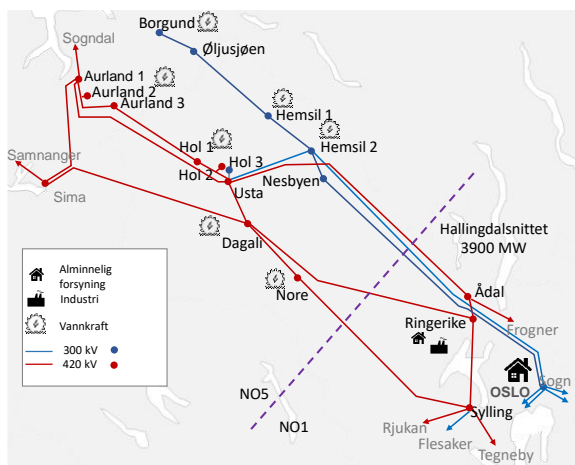 Borgund
Øljusjøen
Sogndal
Aurland 1
Aurland 2
Aurland 3
Hemsil 1
Hemsil 2
Hol 1
Hol 3
Hol 2
Usta
Nesbyen
Samnanger
Sima
Dagali
Hallingdalsnittet
3900 MW
Nore
Ådal
Ringerike
Frogner
Alminnelig
forsyning
Industri
Vannkraft
300 kV
420 kV
NO5
NO1
OSLO
Sogn
Sylling
Rjukan
Flesaker
Tegneby